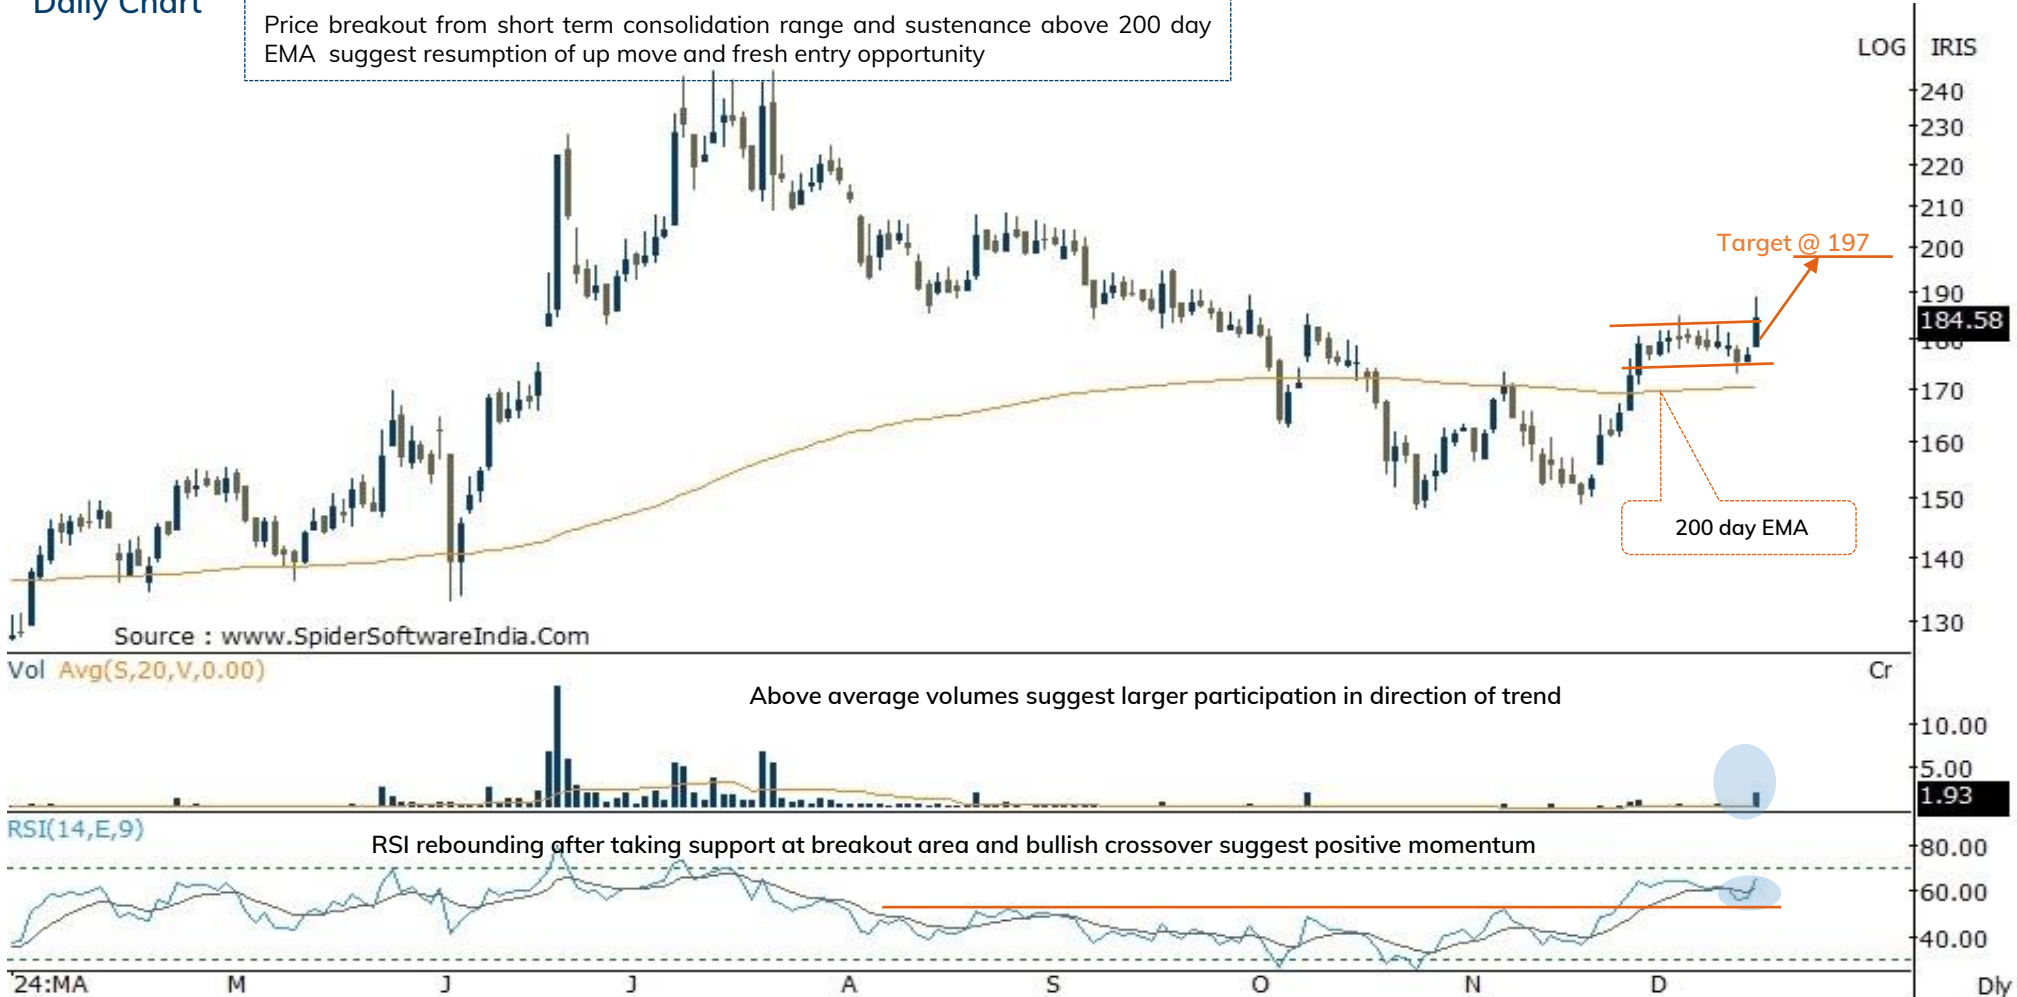 Daily Chart
Price breakout from short term consolidation range and sustenance above 200 day
EMA suggest resumption of up move and fresh entry opportunity
LOG
IRIS
240
230
220
210
Target @ 197
200
190
184.58
180
170
160
150
200 day EMA
140
130
Source : www.SpiderSoftwareIndia.Com
Vol Avg(S,20,V,0.00)
Cr
Above average volumes suggest larger participation in direction of trend
10.00
5.00
1.93
RSI(14,E,9)
RSI rebounding after taking support at breakout area and bullish crossover suggest positive momentum
80.00
60.00
40.00
'24:MA M J J A S O N D Dly